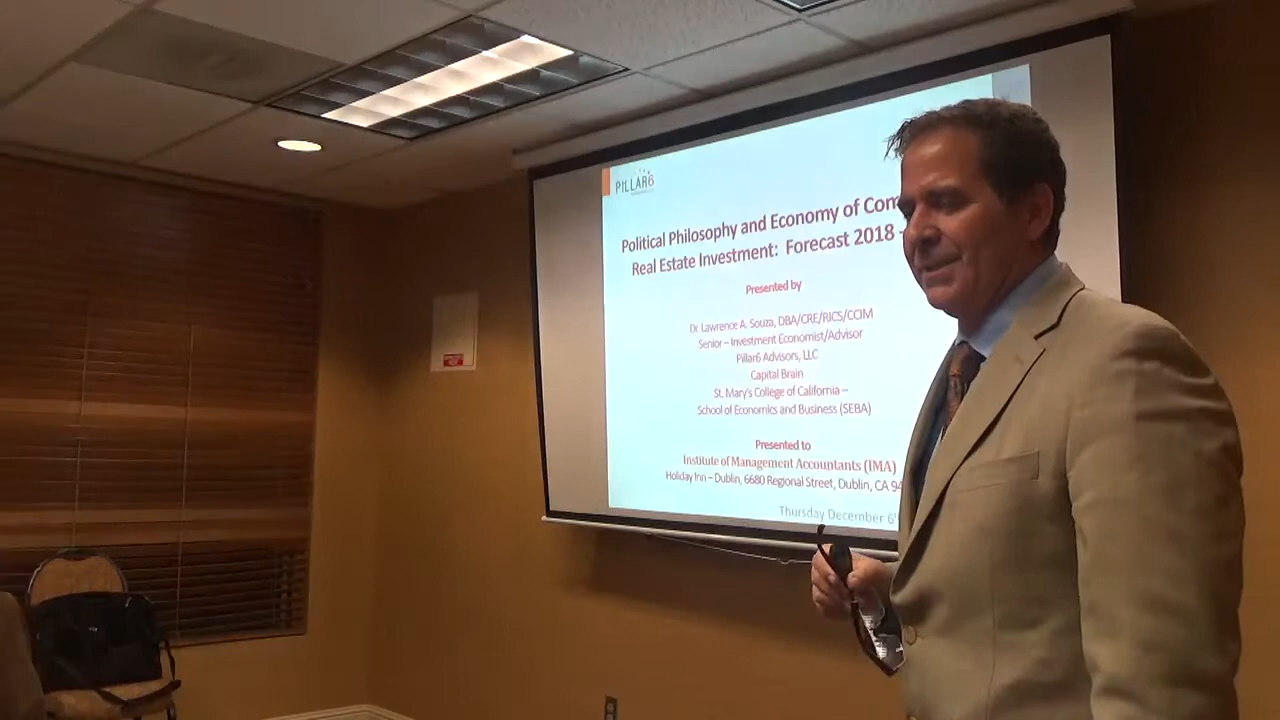 PILLAR6
Political Philosophy and Economy of Com
Real Estate Investment: Forecast 2018 -
Presented by
Dr. Lawrence A. Souza, DBA/CRE/RICS/CCIM
Senior – Investment Economist/Advisor
Pillar6 Advisors, LLC
Capital Brain
St. Mary's College of California –
School of Economics and Business (SEBA)
Presented to
Institute of Management Accountants (IMA)
Holiday Inn – Dublin, 6680 Regional Street, Dublin, CA 94
Thursday December 6